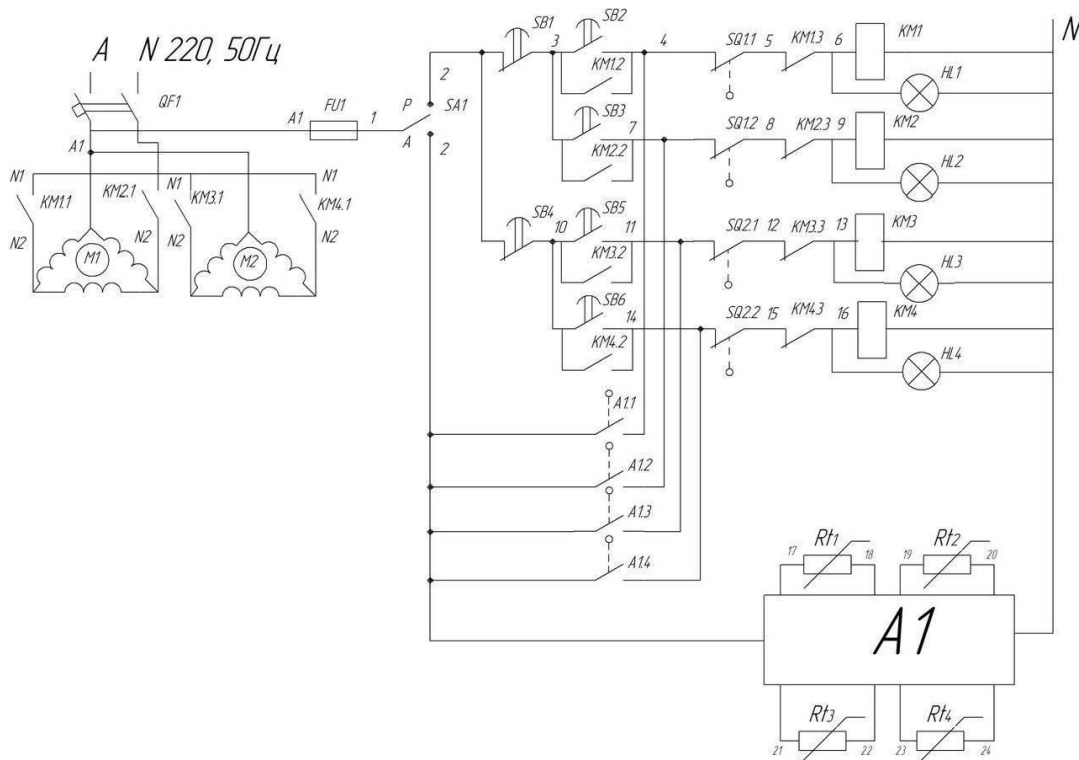 A N 220, 50Гц
QF1
A1
N1 N1 N1
KM1.1 KM2.1 KM3.1 KM4.1
N2 N2 N2 N2
M1 M2
A1 FU1 1
2
P SA1
A
2
SB1 3 SB2 4 SQ1.1 5 KM1.3 6 KM1 N
KM1.2 HL1
SB3 7 SQ1.2 8 KM2.3 9 KM2
KM2.2 HL2
SB4 10 SB5 11 SQ2.1 12 KM3.3 13 KM3
KM3.2 HL3
SB6 14 SQ2.2 15 KM4.3 16 KM4
KM4.2 HL4
A1.1
A1.2
A1.3
A1.4
17 Rt1 18 19 Rt2 20
A1
21 Rt3 22 23 Rt4 24